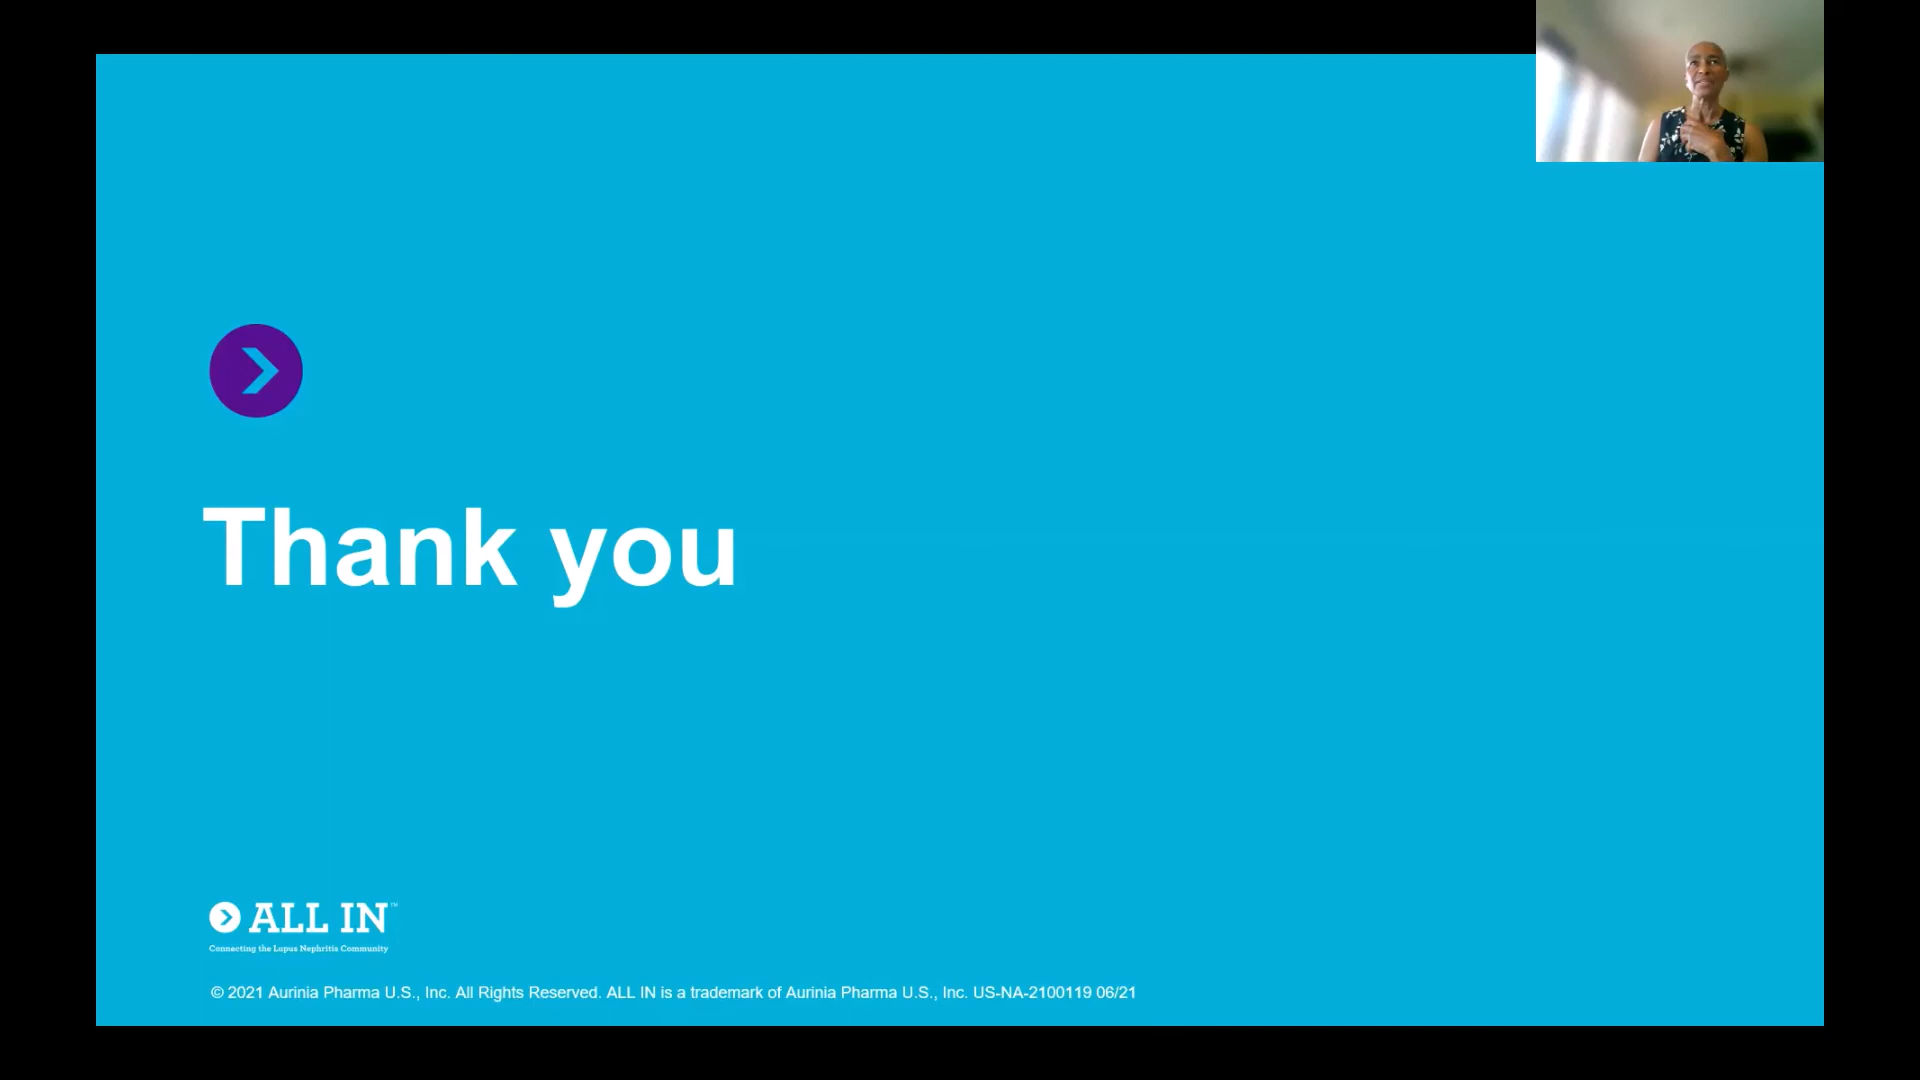 Thank you
ALL IN™
Connecting the Lupus Nephritis Community
© 2021 Aurinia Pharma U.S., Inc. All Rights Reserved. ALL IN is a trademark of Aurinia Pharma U.S., Inc. US-NA-2100119 06/21